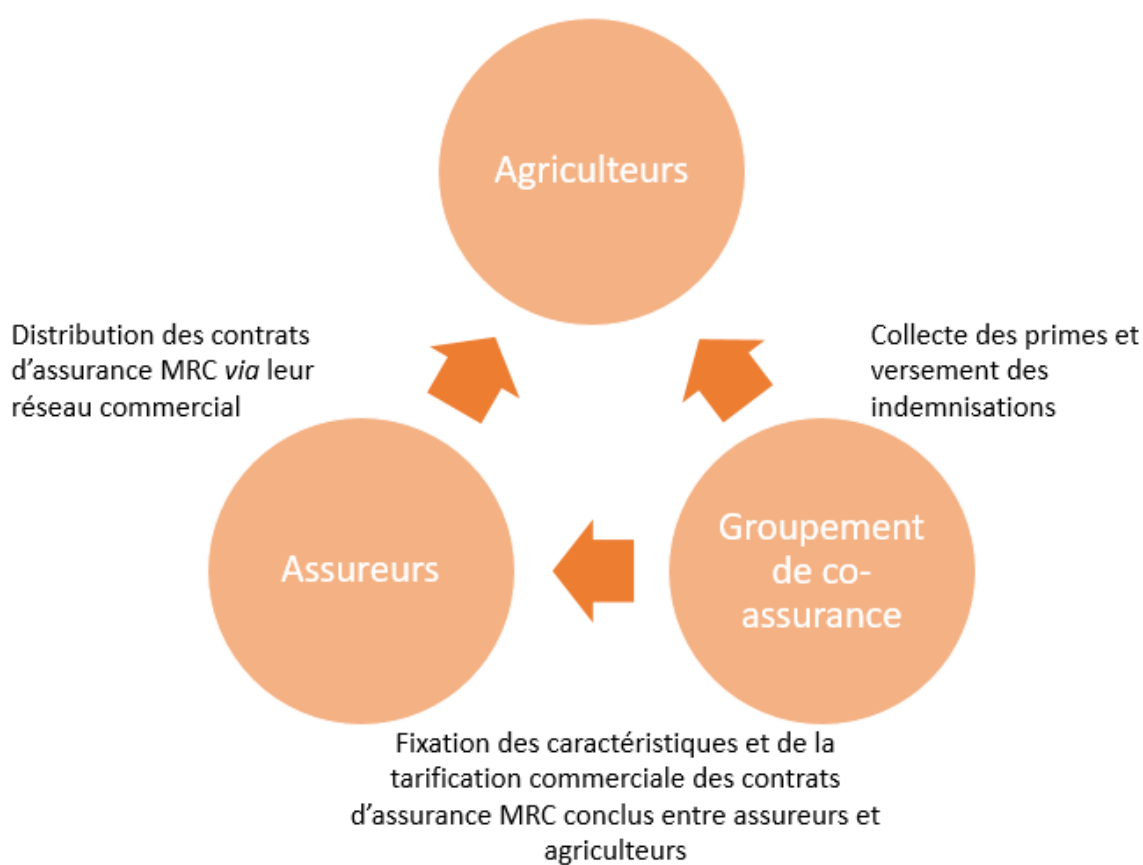 Agriculteurs
Distribution des contrats
d’assurance MRC via leur
réseau commercial
Collecte des primes et
versement des
indemnisations
Assureurs
Groupement
de co-
assurance
Fixation des caractéristiques et de la
tarification commerciale des contrats
d’assurance MRC conclus entre assureurs et
agriculteurs